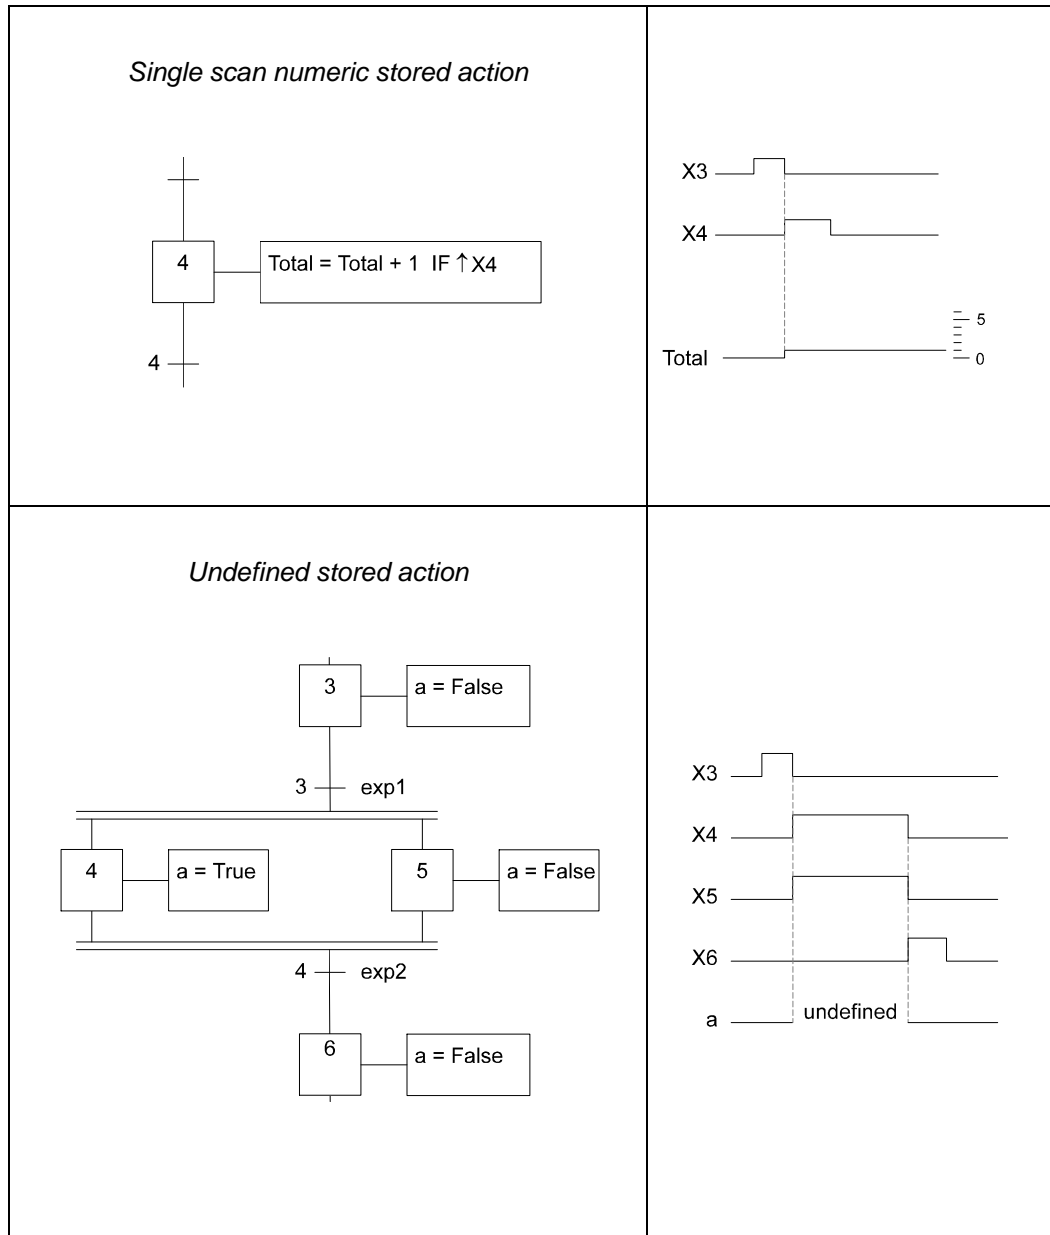 Single scan numeric stored action
4
Total = Total + 1 IF ↑X4
4
X3
X4
5
Total
0
Undefined stored action
3
a = False
3
exp1
4
a = True
5
a = False
4
exp2
6
a = False
X3
X4
X5
X6
a
undefined